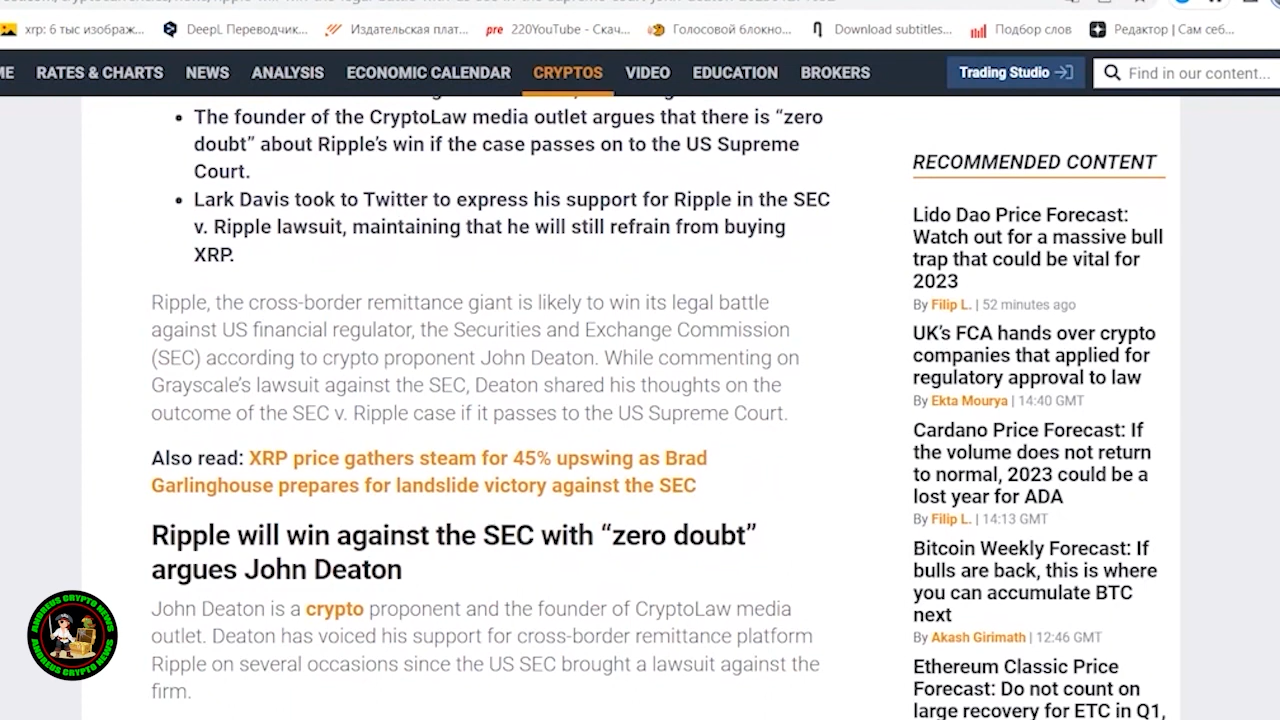 xrp: 6 тыс изображ...
DeepL Переводчик...
Издательская плат...
pre 220YouTube - Скач...
Голосовой блокно...
Download subtitles...
Подбор слов
Редактор | Сам себ...
ME
RATES & CHARTS
NEWS
ANALYSIS
ECONOMIC CALENDAR
CRYPTOS
VIDEO
EDUCATION
BROKERS
Trading Studio
Find in our content...
• The founder of the CryptoLaw media outlet argues that there is “zero
doubt” about Ripple’s win if the case passes on to the US Supreme
Court.
• Lark Davis took to Twitter to express his support for Ripple in the SEC
v. Ripple lawsuit, maintaining that he will still refrain from buying
XRP.
Ripple, the cross-border remittance giant is likely to win its legal battle
against US financial regulator, the Securities and Exchange Commission
(SEC) according to crypto proponent John Deaton. While commenting on
Grayscale’s lawsuit against the SEC, Deaton shared his thoughts on the
outcome of the SEC v. Ripple case if it passes to the US Supreme Court.
Also read: XRP price gathers steam for 45% upswing as Brad
Garlinghouse prepares for landslide victory against the SEC
Ripple will win against the SEC with “zero doubt”
argues John Deaton
John Deaton is a crypto proponent and the founder of CryptoLaw media
outlet. Deaton has voiced his support for cross-border remittance platform
Ripple on several occasions since the US SEC brought a lawsuit against the
firm.
RECOMMENDED CONTENT
Lido Dao Price Forecast:
Watch out for a massive bull
trap that could be vital for
2023
By Filip L. | 52 minutes ago
UK’s FCA hands over crypto
companies that applied for
regulatory approval to law
By Ekta Mourya | 14:40 GMT
Cardano Price Forecast: If
the volume does not return
to normal, 2023 could be a
lost year for ADA
By Filip L. | 14:13 GMT
Bitcoin Weekly Forecast: If
bulls are back, this is where
you can accumulate BTC
next
By Akash Girimath | 12:46 GMT
Ethereum Classic Price
Forecast: Do not count on
large recovery for ETC in Q1,
ANDREUS CRYPTO NEWS
ANDREUS CRYPTO NEWS